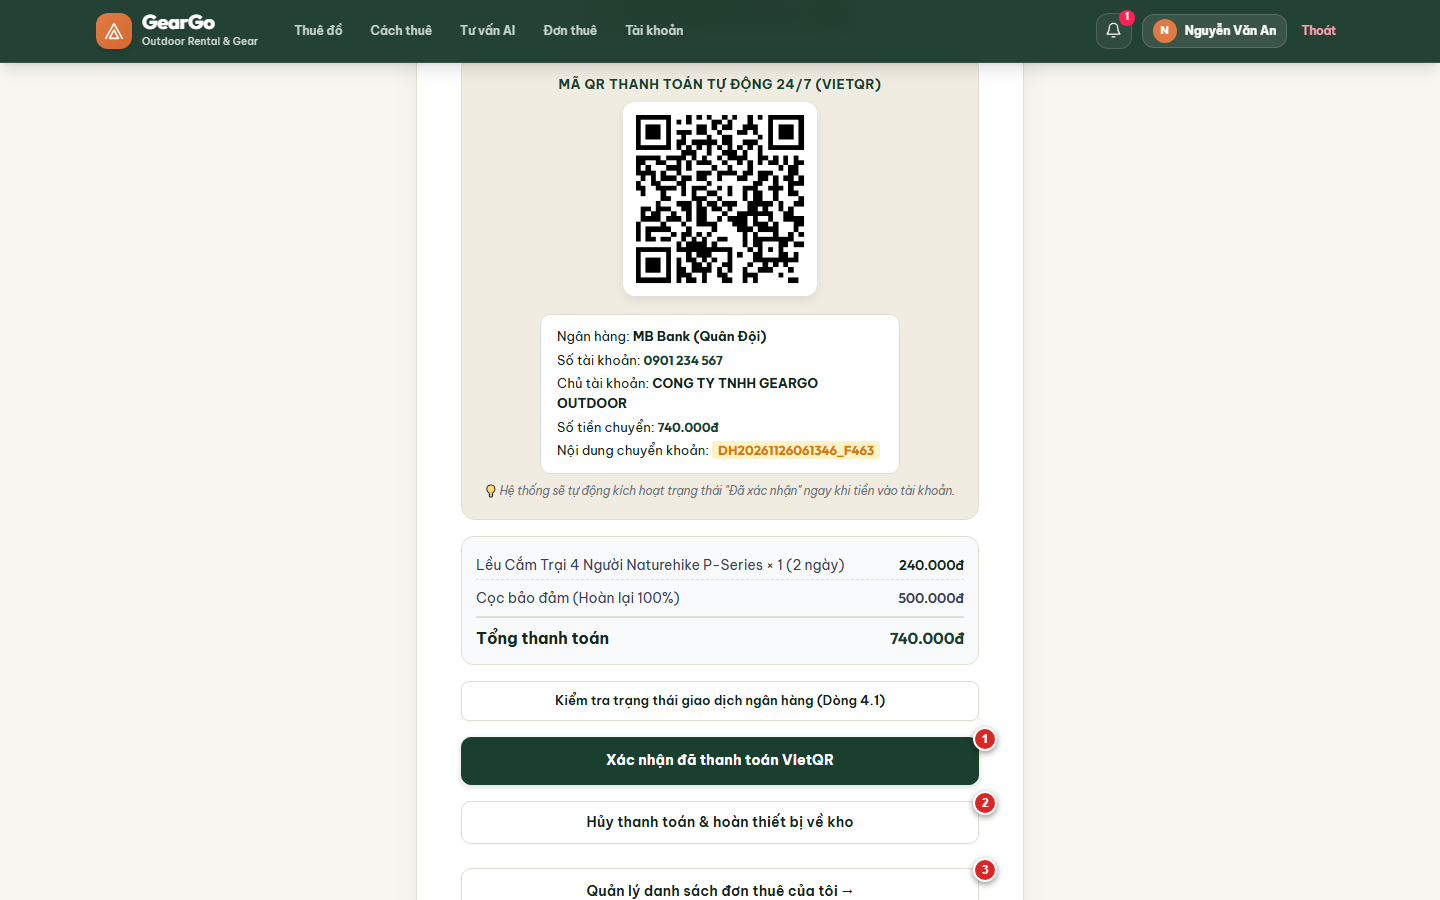 GearGo
Outdoor Rental & Gear
Thuê đồ
Cách thuê
Tư vấn AI
Đơn thuê
Tài khoản
1
N
Nguyễn Văn An
Thoát
MÃ QR THANH TOÁN TỰ ĐỘNG 24/7 (VIETQR)
Ngân hàng: MB Bank (Quân Đội)
Số tài khoản: 0901 234 567
Chủ tài khoản: CONG TY TNHH GEARGO
OUTDOOR
Số tiền chuyển: 740.000đ
Nội dung chuyển khoản: DH20261126061346_F463
Hệ thống sẽ tự động kích hoạt trạng thái "Đã xác nhận" ngay khi tiền vào tài khoản.
Lều Cắm Trại 4 Người Naturehike P-Series × 1 (2 ngày) 240.000đ
Cọc bảo đảm (Hoàn lại 100%) 500.000đ
Tổng thanh toán 740.000đ
Kiểm tra trạng thái giao dịch ngân hàng (Dòng 4.1)
1
Xác nhận đã thanh toán VietQR
2
Hủy thanh toán & hoàn thiết bị về kho
3
Quản lý danh sách đơn thuê của tôi →